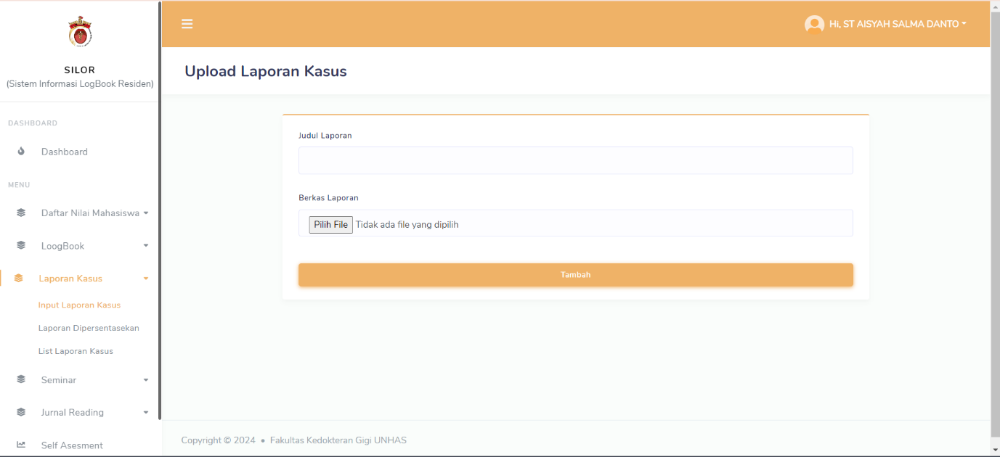 SILOR
(Sistem Informasi LogBook Residen)
DASHBOARD
Dashboard
MENU
Daftar Nilai Mahasiswa
LoogBook
Laporan Kasus
Input Laporan Kasus
Laporan Dipersentasekan
List Laporan Kasus
Seminar
Jurnal Reading
Self Asesment
Hi, ST AISYAH SALMA DANTO
Upload Laporan Kasus
Judul Laporan
Berkas Laporan
Pilih File Tidak ada file yang dipilih
Tambah
Copyright © 2024 • Fakultas Kedokteran Gigi UNHAS